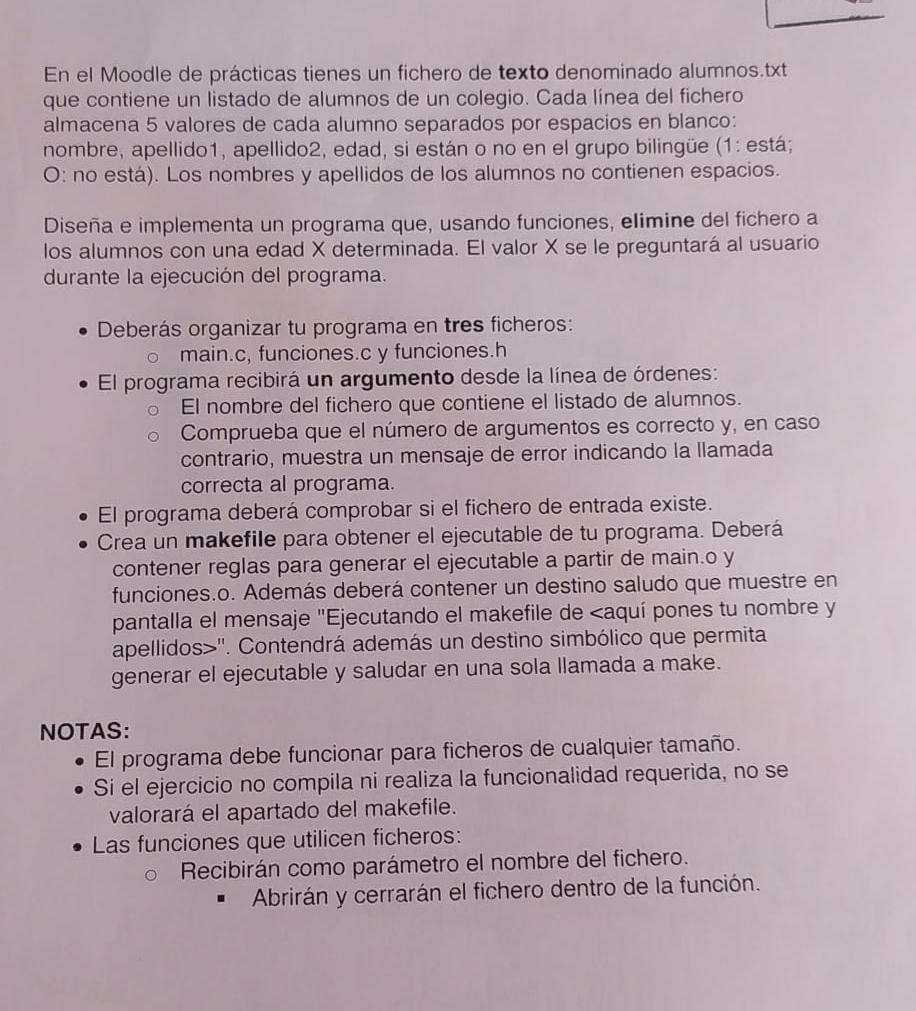 En el Moodle de prácticas tienes un fichero de texto denominado alumnos.txt
que contiene un listado de alumnos de un colegio. Cada línea del fichero
almacena 5 valores de cada alumno separados por espacios en blanco:
nombre, apellido1, apellido2, edad, si están o no en el grupo bilingüe (1: está;
O: no está). Los nombres y apellidos de los alumnos no contienen espacios.
Diseña e implementa un programa que, usando funciones, elimine del fichero a
los alumnos con una edad X determinada. El valor X se le preguntará al usuario
durante la ejecución del programa.
• Deberás organizar tu programa en tres ficheros:
○ main.c, funciones.c y funciones.h
• El programa recibirá un argumento desde la línea de órdenes:
○ El nombre del fichero que contiene el listado de alumnos.
○ Comprueba que el número de argumentos es correcto y, en caso
contrario, muestra un mensaje de error indicando la llamada
correcta al programa.
• El programa deberá comprobar si el fichero de entrada existe.
• Crea un makefile para obtener el ejecutable de tu programa. Deberá
contener reglas para generar el ejecutable a partir de main.o y
funciones.o. Además deberá contener un destino saludo que muestre en
pantalla el mensaje "Ejecutando el makefile de <aquí pones tu nombre y
apellidos>". Contendrá además un destino simbólico que permita
generar el ejecutable y saludar en una sola llamada a make.
NOTAS:
• El programa debe funcionar para ficheros de cualquier tamaño.
• Si el ejercicio no compila ni realiza la funcionalidad requerida, no se
valorará el apartado del makefile.
• Las funciones que utilicen ficheros:
○ Recibirán como parámetro el nombre del fichero.
▪ Abrirán y cerrarán el fichero dentro de la función.